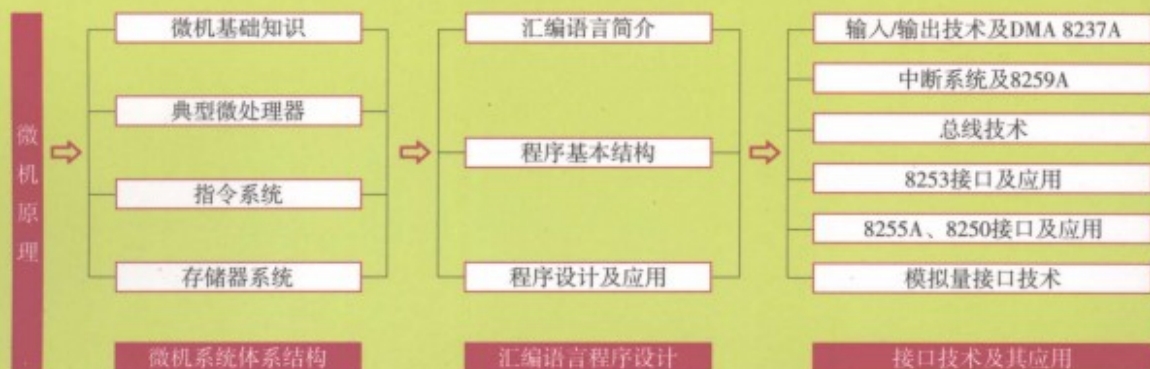 微机原理
微机基础知识
典型微处理器
指令系统
存储器系统
微机系统体系结构
汇编语言简介
程序基本结构
程序设计及应用
汇编语言程序设计
输入/输出技术及DMA 8237A
中断系统及8259A
总线技术
8253接口及应用
8255A、8250接口及应用
模拟量接口技术
接口技术及其应用